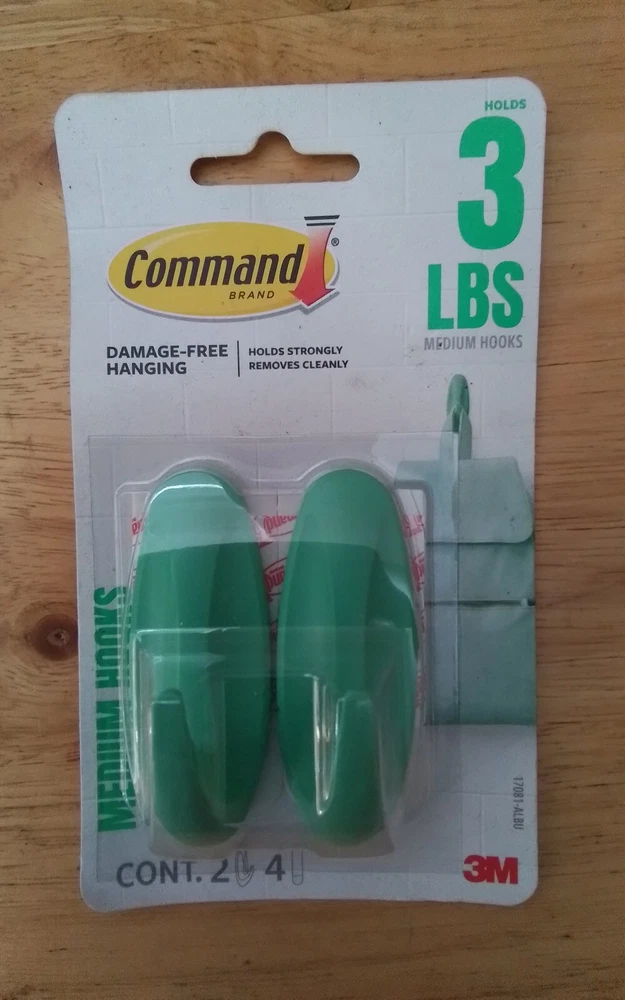 HOLDS
3
LBS
MEDIUM HOOKS
Command ®
BRAND
DAMAGE-FREE
HANGING
HOLDS STRONGLY
REMOVES CLEANLY
MEDIUM HOOKS
17081-ALBU
CONT. 2 4
3M